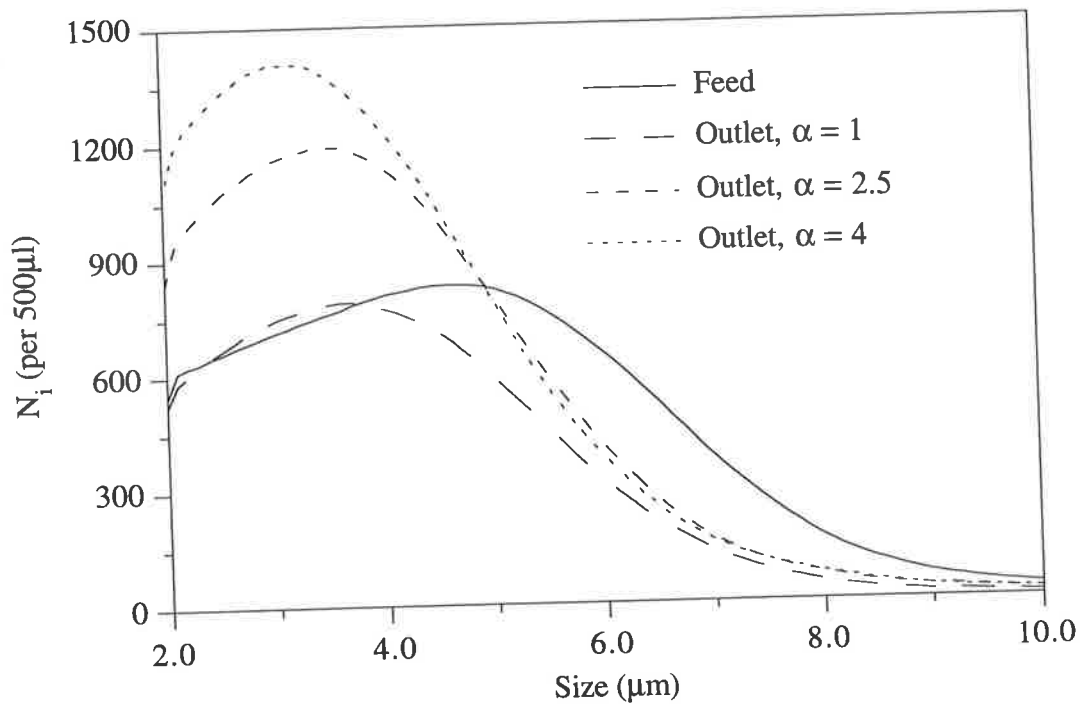 1500
1200
900
600
300
0
N_i (per 500μl)
Feed
Outlet, α = 1
Outlet, α = 2.5
Outlet, α = 4
2.0 4.0 6.0 8.0 10.0
Size (μm)